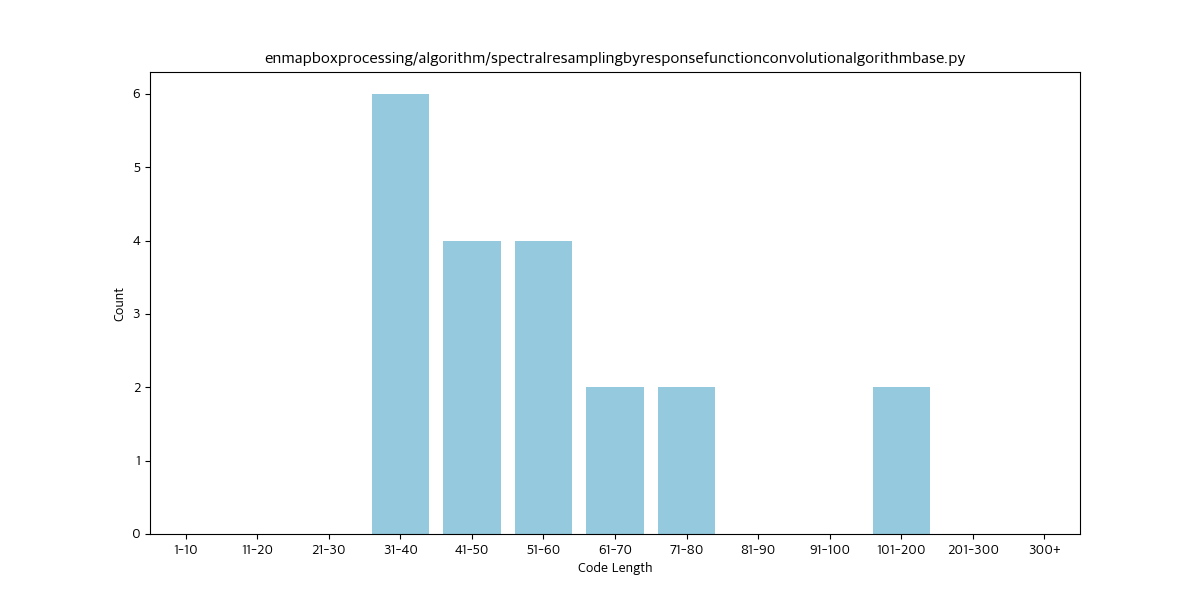 enmapboxprocessing/algorithm/spectralresamplingbyresponsefunctionconvolutionalgorithmbase.py
6
5
4
3
2
1
0
Count
1-10 11-20 21-30 31-40 41-50 51-60 61-70 71-80 81-90 91-100 101-200 201-300 300+
Code Length